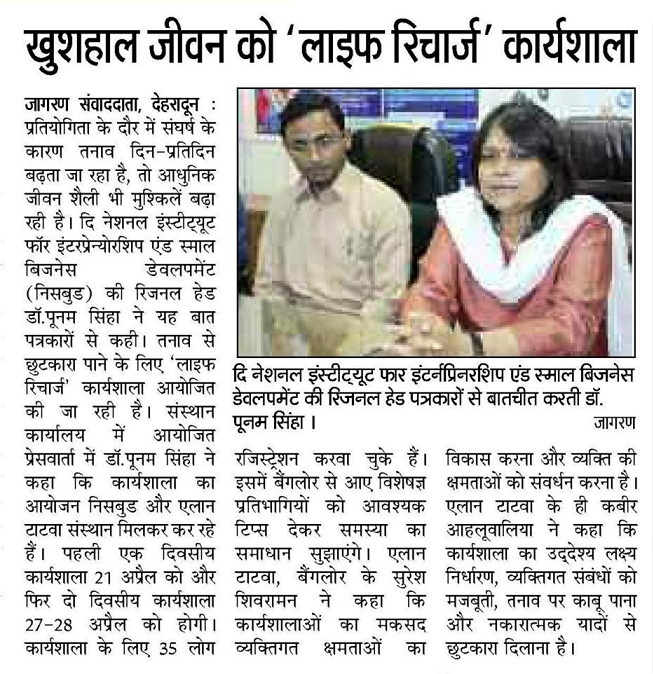 खुशहाल जीवन को ‘लाइफ रिचार्ज’ कार्यशाला
जागरण संवाददाता, देहरादून :
प्रतियोगिता के दौर में संघर्ष के
कारण तनाव दिन-प्रतिदिन
बढ़ता जा रहा है, तो आधुनिक
जीवन शैली भी मुश्किलें बढ़ा
रही है। दि नेशनल इंस्टीट्यूट
फॉर इंटरप्रेन्योरशिप एंड स्माल
बिजनेस डेवलपमेंट
(निसबुड) की रिजनल हेड
डॉ.पूनम सिंहा ने यह बात
पत्रकारों से कही। तनाव से
छुटकारा पाने के लिए ‘लाइफ
रिचार्ज’ कार्यशाला आयोजित
की जा रही है। संस्थान
कार्यालय में आयोजित
प्रेसवार्ता में डॉ.पूनम सिंहा ने
कहा कि कार्यशाला का
आयोजन निसबुड और एलान
टाटवा संस्थान मिलकर कर रहे
हैं। पहली एक दिवसीय
कार्यशाला 21 अप्रैल को और
फिर दो दिवसीय कार्यशाला
27-28 अप्रैल को होगी।
कार्यशाला के लिए 35 लोग
दि नेशनल इंस्टीट्यूट फार इंटर्नप्रिनरशिप एंड स्माल बिजनेस
डेवलपमेंट की रिजनल हेड पत्रकारों से बातचीत करती डॉ.
पूनम सिंहा । जागरण
रजिस्ट्रेशन करवा चुके हैं।
इसमें बैंगलोर से आए विशेषज्ञ
प्रतिभागियों को आवश्यक
टिप्स देकर समस्या का
समाधान सुझाएंगे। एलान
टाटवा, बैंगलोर के सुरेश
शिवरामन ने कहा कि
कार्यशालाओं का मकसद
व्यक्तिगत क्षमताओं का
विकास करना और व्यक्ति की
क्षमताओं को संवर्धन करना है।
एलान टाटवा के ही कबीर
आहलूवालिया ने कहा कि
कार्यशाला का उद्देश्य लक्ष्य
निर्धारण, व्यक्तिगत संबंधों को
मजबूती, तनाव पर काबू पाना
और नकारात्मक यादों से
छुटकारा दिलाना है।